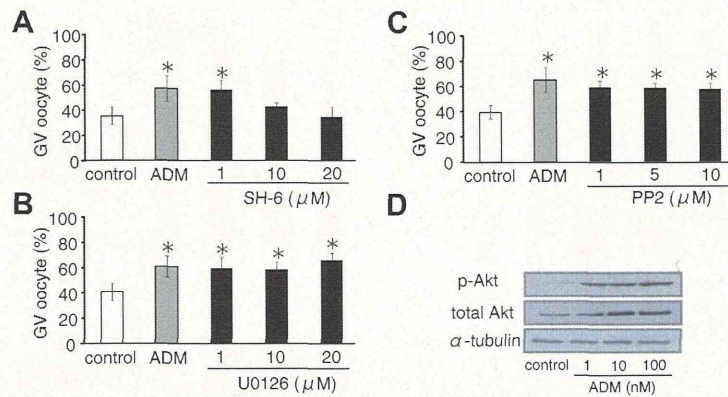 A
GV oocyte (%)
100
80
60
40
20
0
* *
control ADM 1 10 20
SH-6 (μM)
B
GV oocyte (%)
100
80
60
40
20
0
* * * *
control ADM 1 10 20
U0126 (μM)
C
GV oocyte (%)
100
80
60
40
20
0
* * * *
control ADM 1 5 10
PP2 (μM)
D
p-Akt
total Akt
α-tubulin
control 1 10 100
ADM (nM)